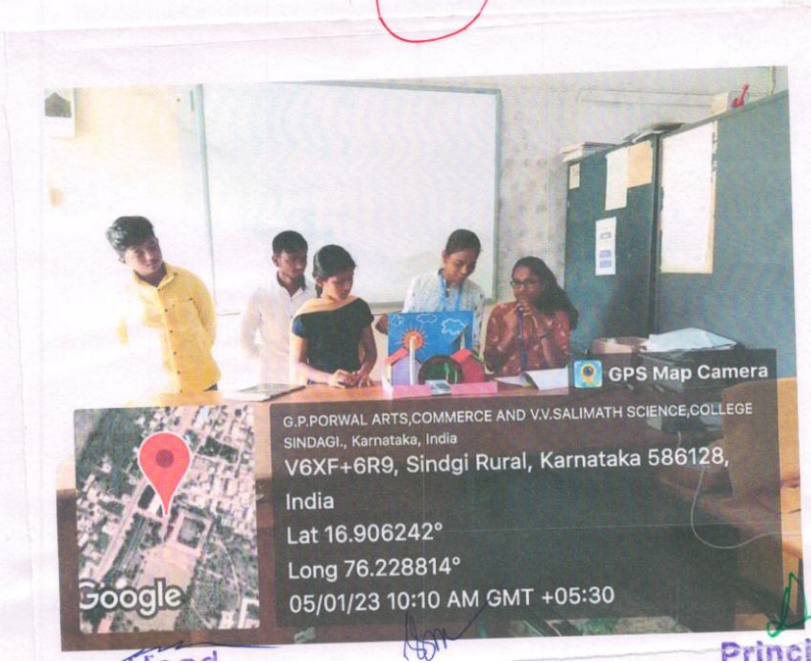 GPS Map Camera
G.P.PORWAL ARTS,COMMERCE AND V.V.SALIMATH SCIENCE,COLLEGE
SINDAGI., Karnataka, India
V6XF+6R9, Sindgi Rural, Karnataka 586128,
India
Lat 16.906242°
Long 76.228814°
05/01/23 10:10 AM GMT +05:30
Google